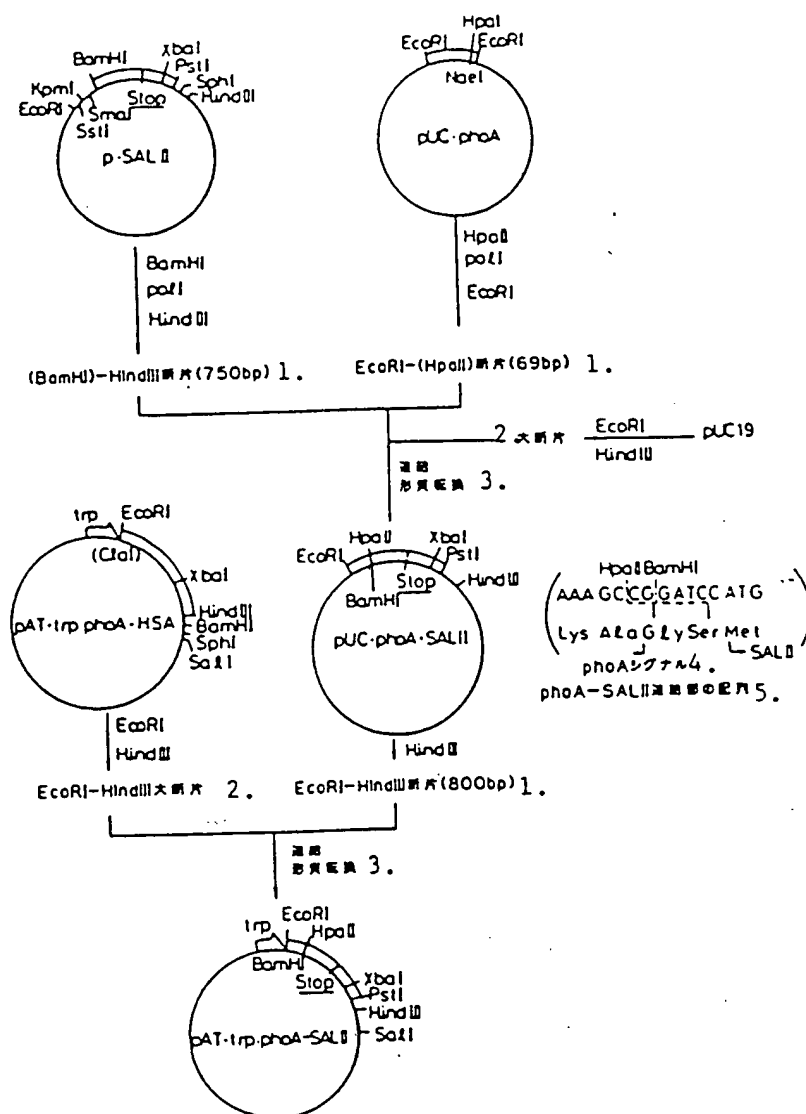 BamHI
XbaI
PstI
SphI
HindIII
KpmI
EcoRI
SmaI
SstI
Stop
p・SALII
HpaI
EcoRI
EcoRI
NaeI
pUC・phoA
BamHI
polI
HindIII
HpaII
polI
EcoRI
(BamHI)-HindIII断片(750bp) 1.
EcoRI-(HpaII)断片(69bp) 1.
2 大断片
EcoRI
HindIII
pUC19
連結
形質転換 3.
trp
EcoRI
(ClaI)
XbaI
HindIII
BamHI
SphI
SalI
pAT・trp phoA-HSA
EcoRI
HpaII
XbaI
PstI
HindIII
Stop
BamHI
pUC・phoA・SALII
HpaII BamHI
AAA GCC GGATCC ATG
Lys Ala Gly Ser Met
SALII
phoAシグナル 4.
phoA-SALII連結部の配列 5.
EcoRI
HindIII
HindIII
EcoRI-HindIII大断片 2.
EcoRI-HindIII断片(800bp) 1.
連結
形質転換 3.
trp
EcoRI
HpaII
BamHI
Stop
XbaI
PstI
HindIII
SalI
pAT・trp・phoA-SALII